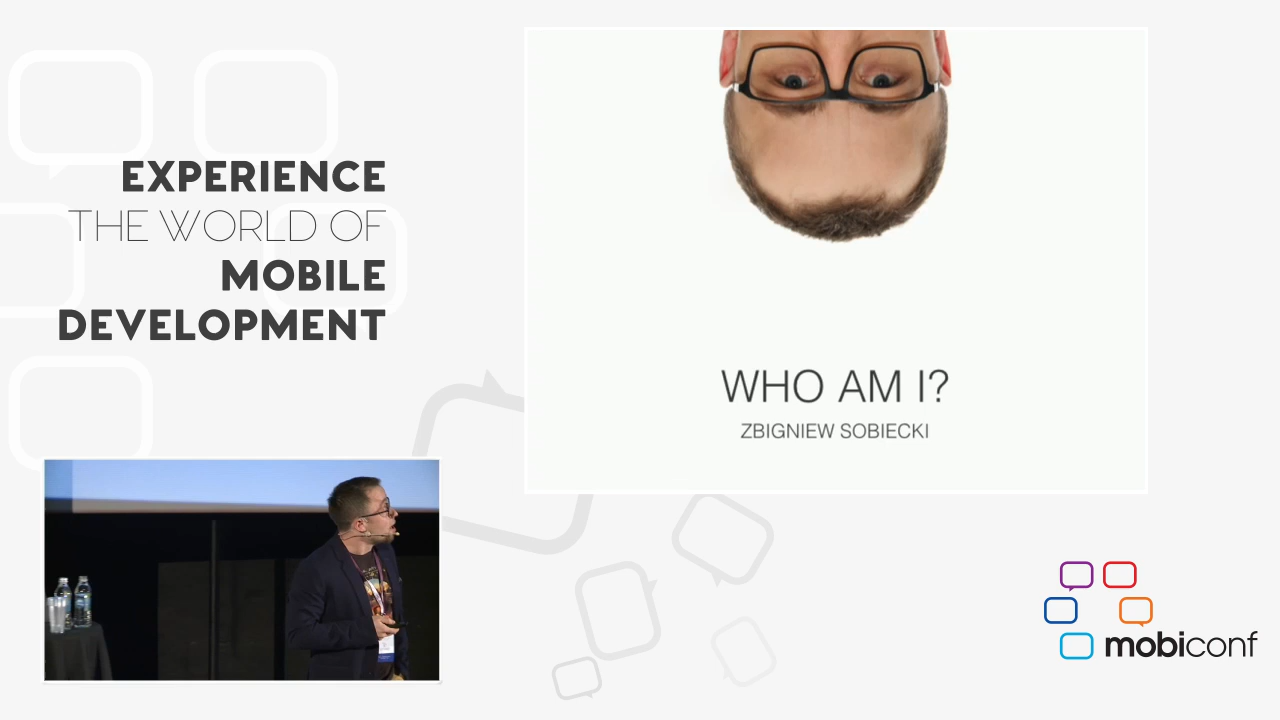 EXPERIENCE
THE WORLD OF
MOBILE
DEVELOPMENT
WHO AM I?
ZBIGNIEW SOBIECKI
mobiconf